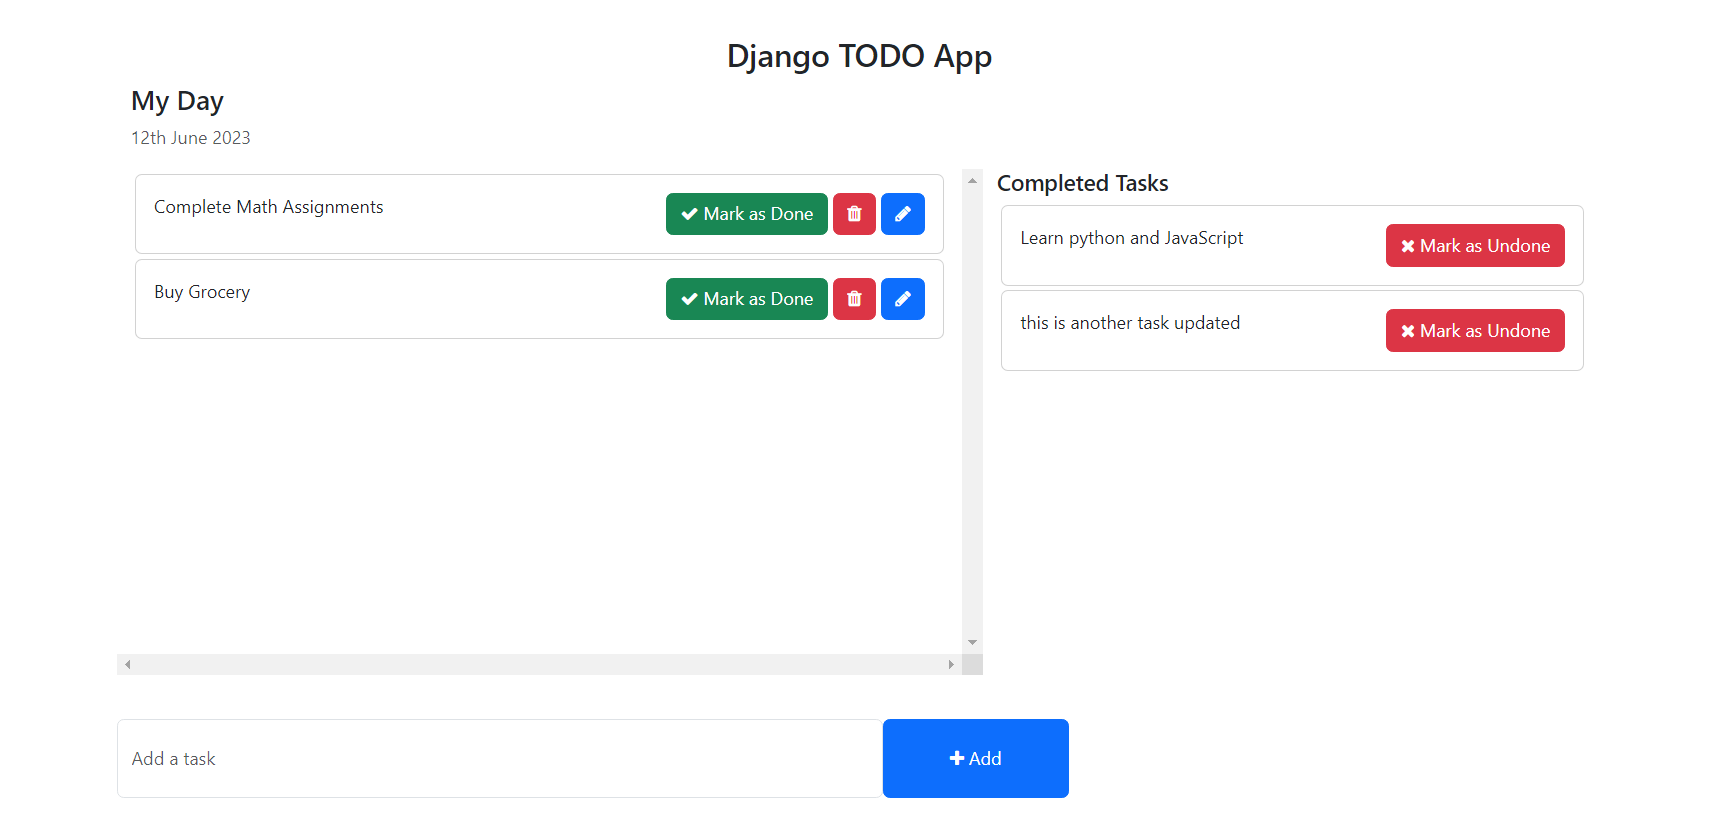 Django TODO App
My Day
12th June 2023
Complete Math Assignments
Mark as Done
Buy Grocery
Mark as Done
Completed Tasks
Learn python and JavaScript
Mark as Undone
this is another task updated
Mark as Undone
Add a task
Add